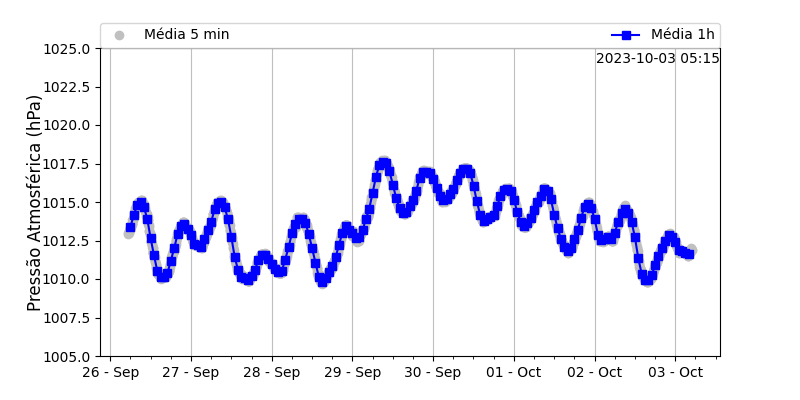 Média 5 min
Média 1h
2023-10-03 05:15
Pressão Atmosférica (hPa)
1025.0
1022.5
1020.0
1017.5
1015.0
1012.5
1010.0
1007.5
1005.0
26 - Sep
27 - Sep
28 - Sep
29 - Sep
30 - Sep
01 - Oct
02 - Oct
03 - Oct